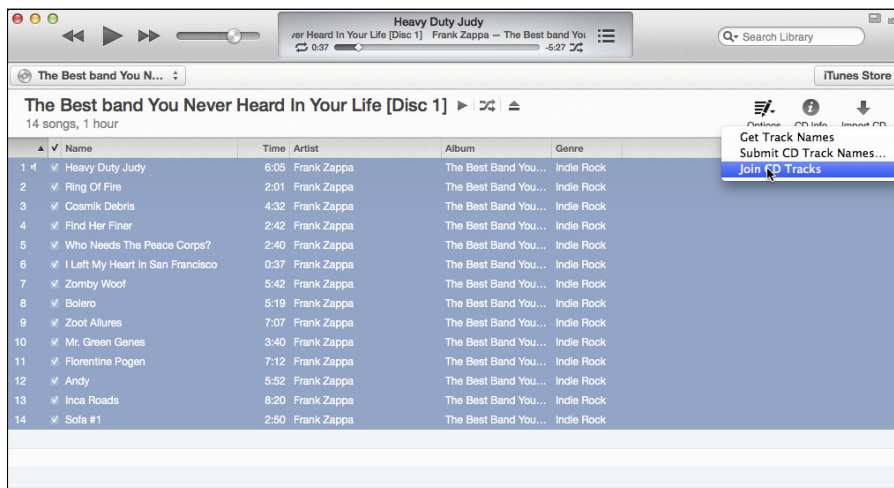 Heavy Duty Judy
ver Heard In Your Life [Disc 1] Frank Zappa — The Best band You
0:37 -5:27
Search Library
The Best band You N...
iTunes Store
The Best band You Never Heard In Your Life [Disc 1]
14 songs, 1 hour
Options CD Info Import CD
Get Track Names
Submit CD Track Names...
Join CD Tracks
✓ Name Time Artist Album Genre
1 Heavy Duty Judy 6:05 Frank Zappa The Best Band You... Indie Rock
2 Ring Of Fire 2:01 Frank Zappa The Best Band You... Indie Rock
3 Cosmik Debris 4:32 Frank Zappa The Best Band You... Indie Rock
4 Find Her Finer 2:42 Frank Zappa The Best Band You... Indie Rock
5 Who Needs The Peace Corps? 2:40 Frank Zappa The Best Band You... Indie Rock
6 I Left My Heart In San Francisco 0:37 Frank Zappa The Best Band You... Indie Rock
7 Zomby Woof 5:42 Frank Zappa The Best Band You... Indie Rock
8 Bolero 5:19 Frank Zappa The Best Band You... Indie Rock
9 Zoot Allures 7:07 Frank Zappa The Best Band You... Indie Rock
10 Mr. Green Genes 3:40 Frank Zappa The Best Band You... Indie Rock
11 Florentine Pogen 7:12 Frank Zappa The Best Band You... Indie Rock
12 Andy 5:52 Frank Zappa The Best Band You... Indie Rock
13 Inca Roads 8:20 Frank Zappa The Best Band You... Indie Rock
14 Sofa #1 2:50 Frank Zappa The Best Band You... Indie Rock